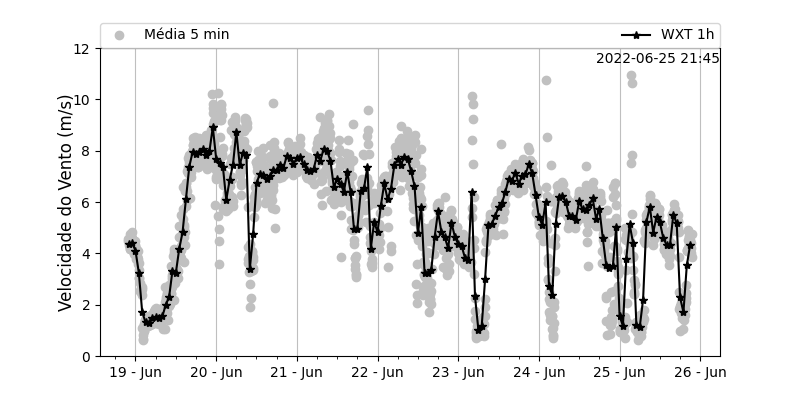 Média 5 min
WXT 1h
2022-06-25 21:45
Velocidade do Vento (m/s)
12
10
8
6
4
2
0
19 - Jun
20 - Jun
21 - Jun
22 - Jun
23 - Jun
24 - Jun
25 - Jun
26 - Jun